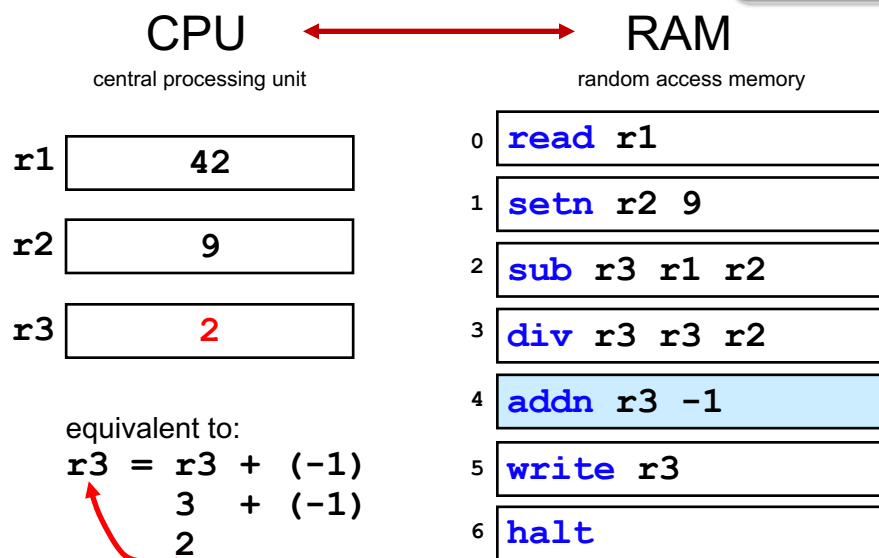 CPU
central processing unit
r1 42
r2 9
r3 2
equivalent to:
r3 = r3 + (-1)
3 + (-1)
2
RAM
random access memory
0 read r1
1 setn r2 9
2 sub r3 r1 r2
3 div r3 r3 r2
4 addn r3 -1
5 write r3
6 halt